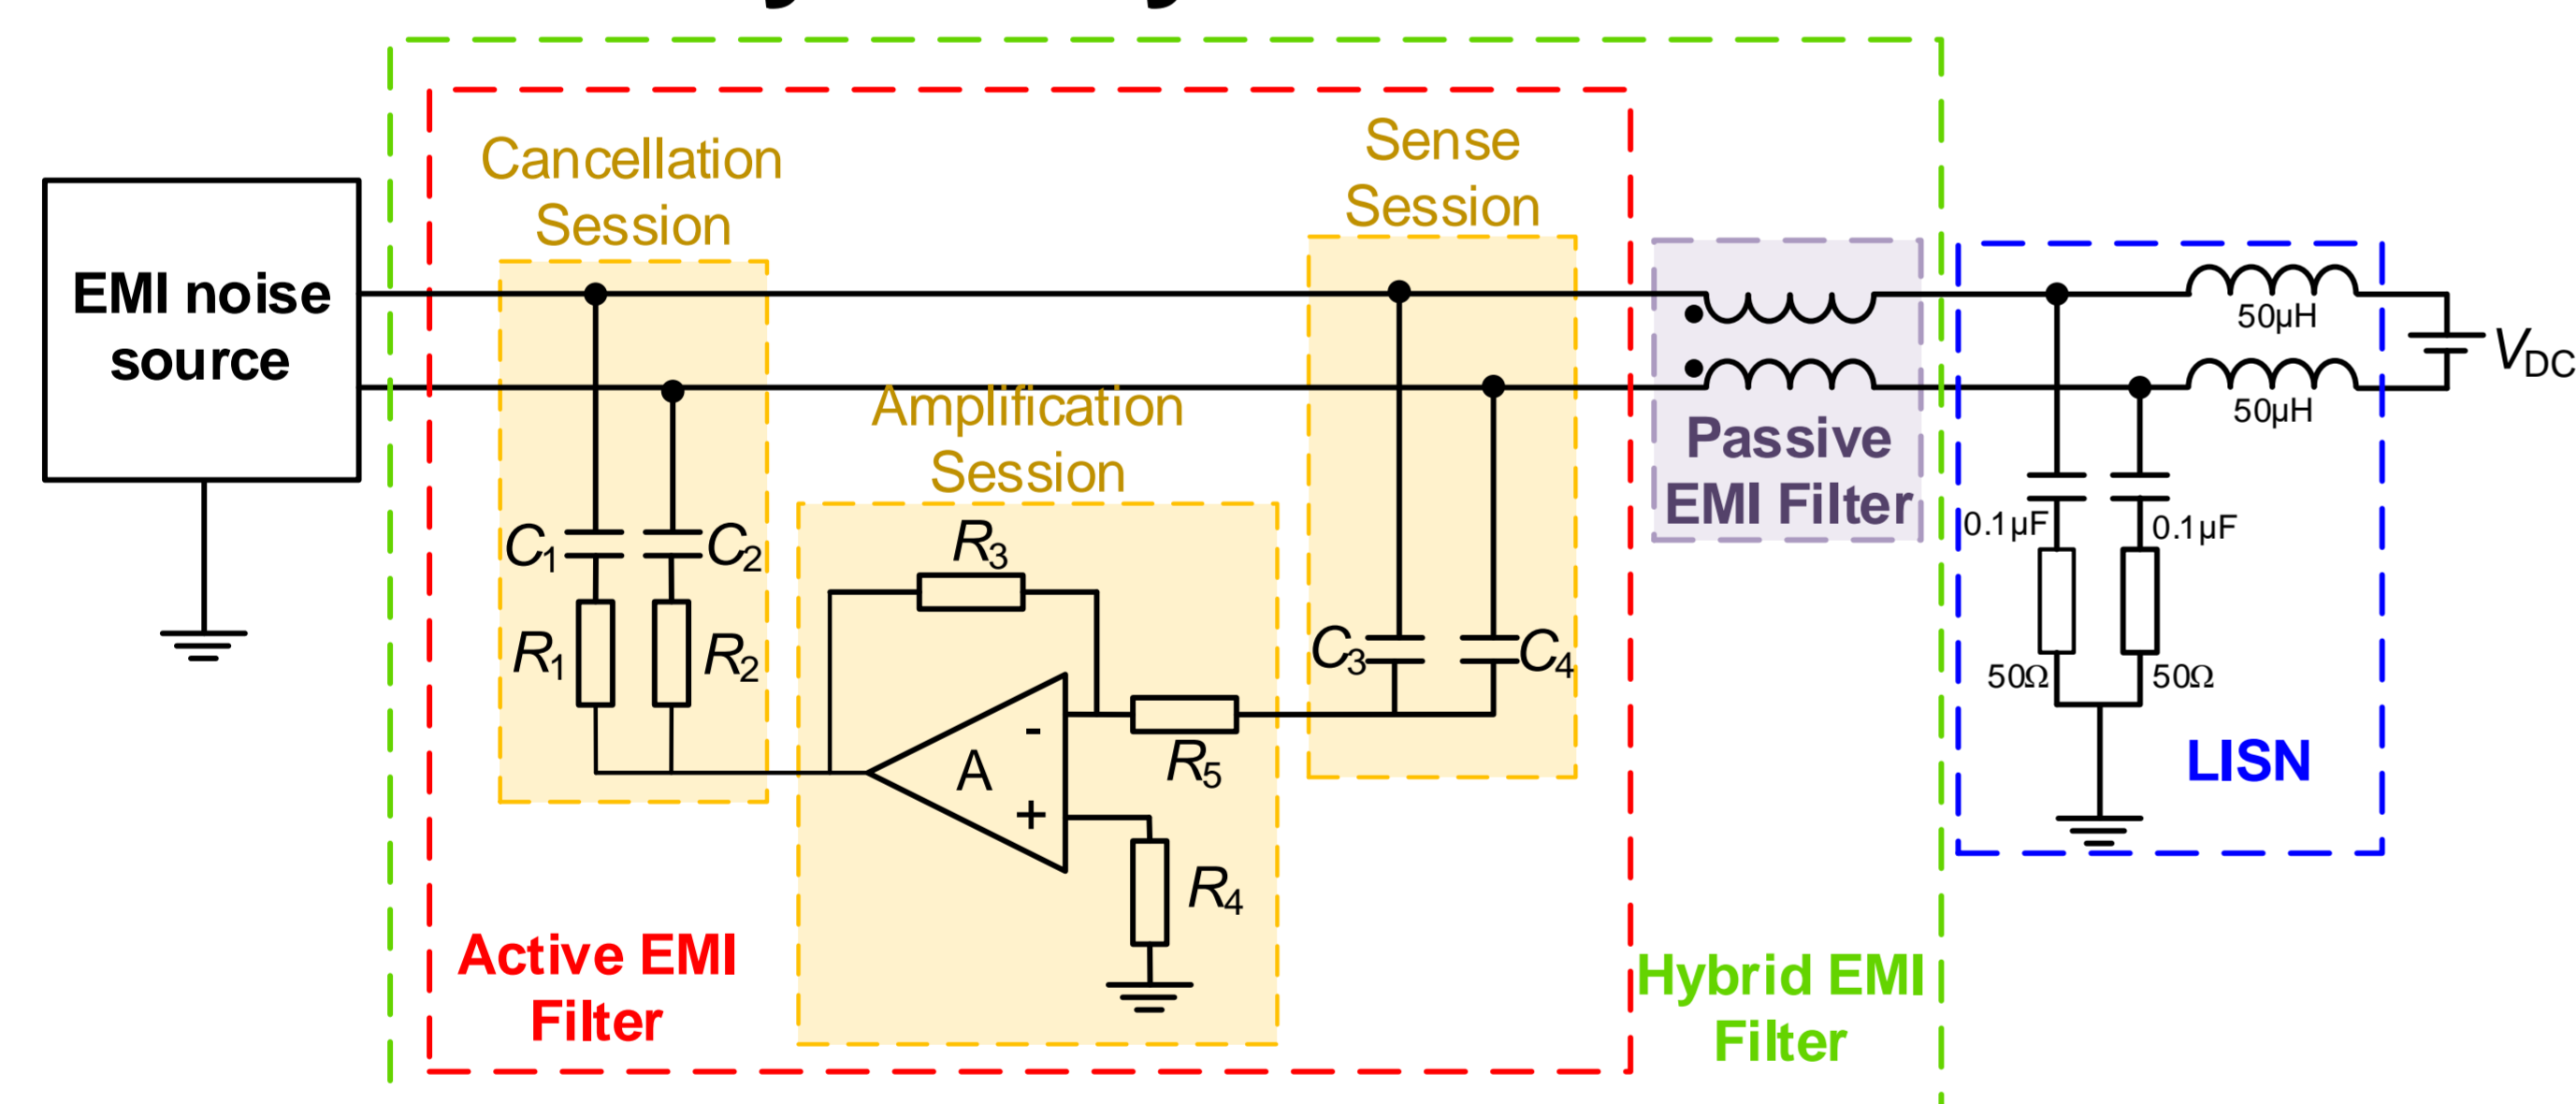 Cancellation
Session
Sense
Session
EMI noise
source
Amplification
Session
Passive
EMI Filter
50µH
50µH
VDC
C1
C2
R1
R2
R3
A
-
+
R5
R4
C3
C4
0.1µF
0.1µF
50Ω
50Ω
LISN
Active EMI
Filter
Hybrid EMI
Filter